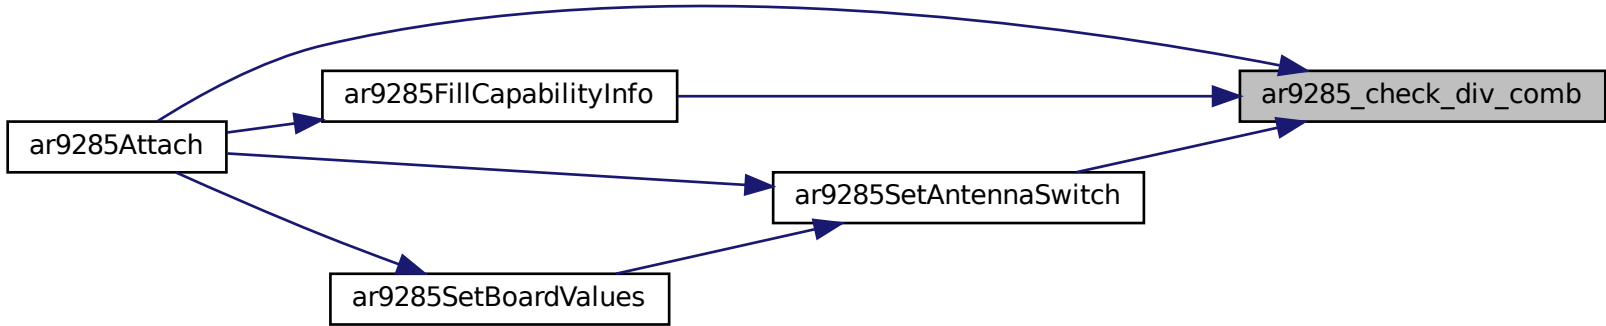 ar9285FillCapabilityInfo
ar9285_check_div_comb
ar9285Attach
ar9285SetAntennaSwitch
ar9285SetBoardValues